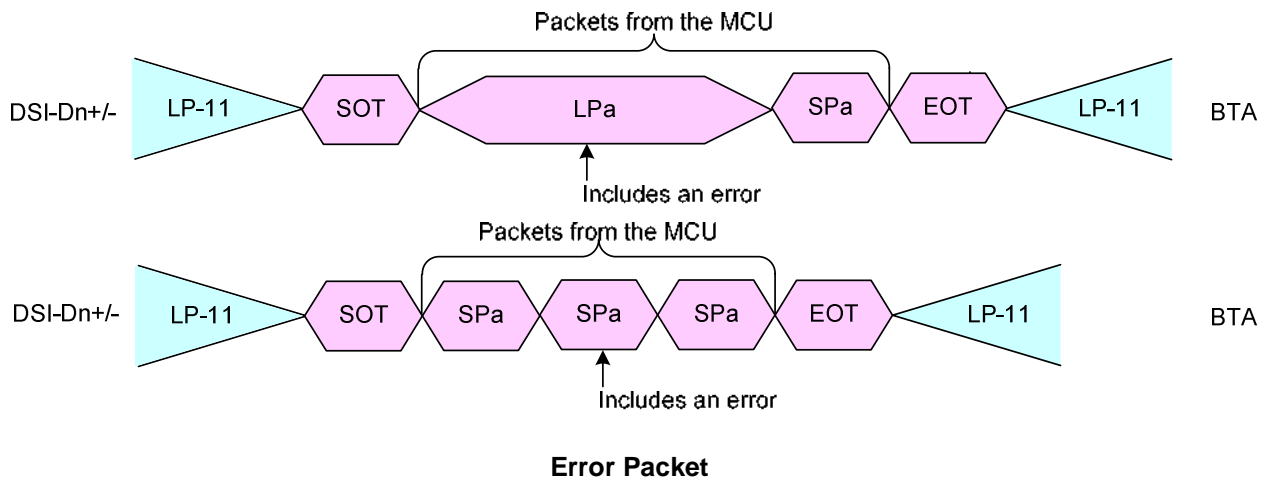 Packets from the MCU
DSI-Dn+/- LP-11 SOT LPa SPa EOT LP-11 BTA
Includes an error
Packets from the MCU
DSI-Dn+/- LP-11 SOT SPa SPa SPa EOT LP-11 BTA
Includes an error
Error Packet